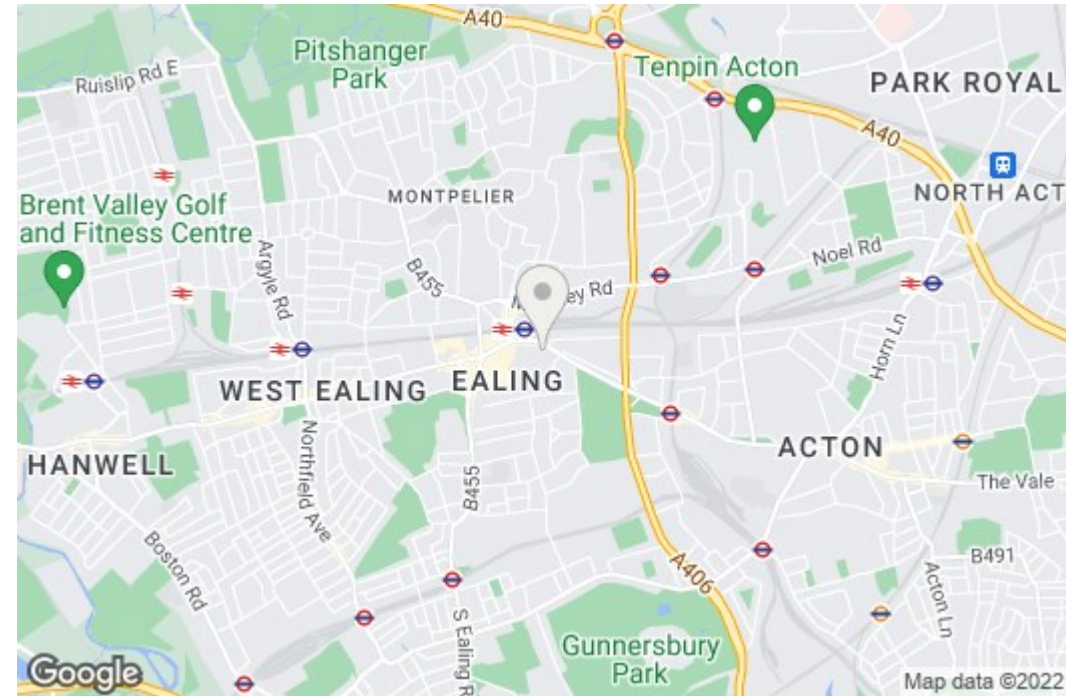 A40
Pitshanger
Park
Ruislip Rd E
Tenpin Acton
PARK ROYAL
A40
MONTPELIER
NORTH ACT
Brent Valley Golf
and Fitness Centre
Argyle Rd
B455
Noel Rd
ey Rd
Horn Ln
WEST EALING
EALING
HANWELL
Northfield Ave
B455
ACTON
The Vale
Boston Rd
A406
B491
Acton Ln
S Ealing R
Gunnersbury
Park
Google
Map data ©2022